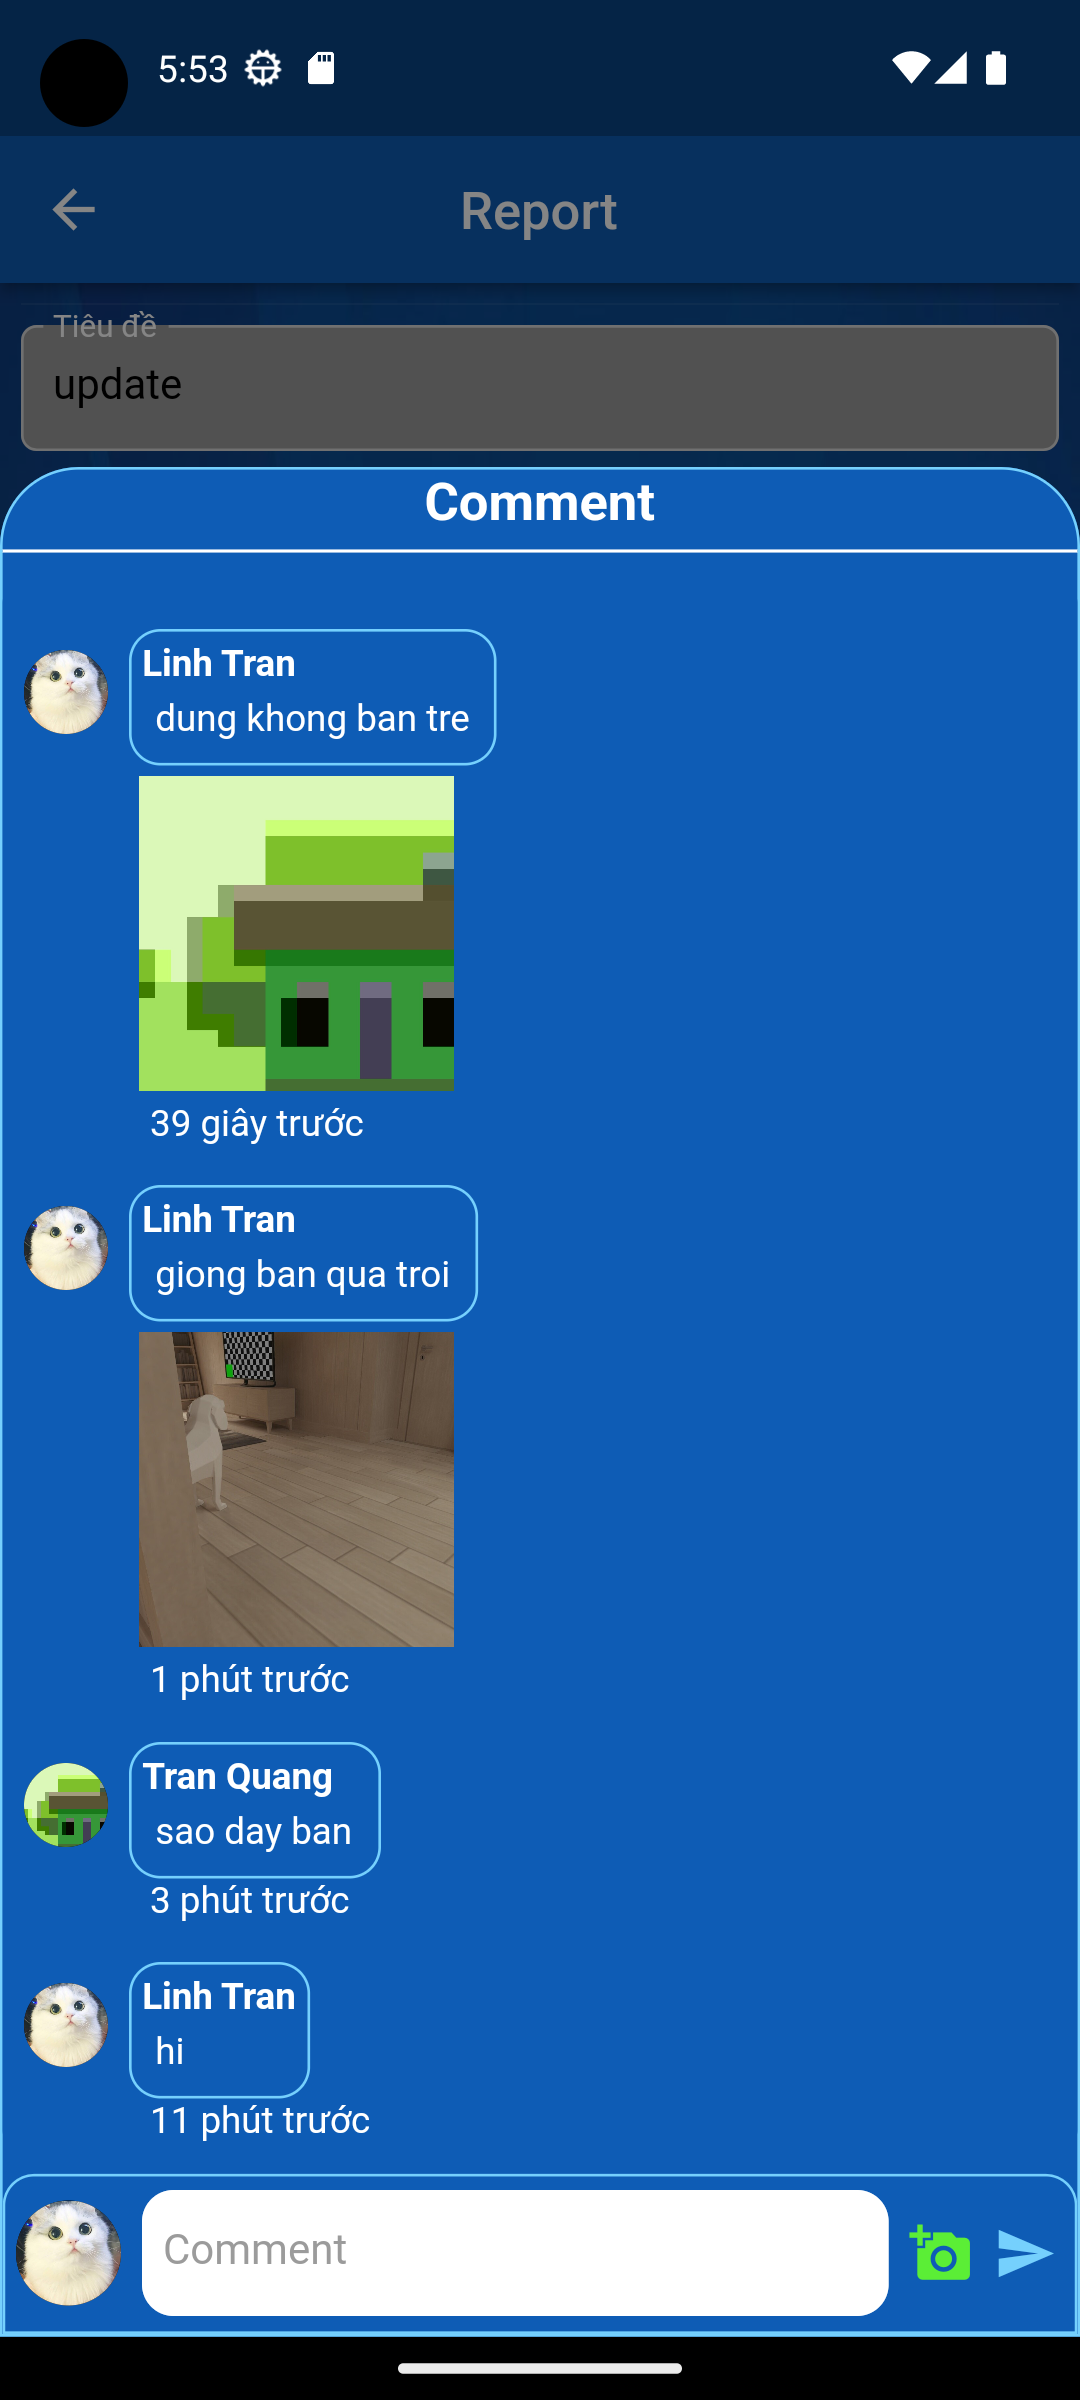 5:53
Report
Tiêu đề
update
Comment
Linh Tran
dung khong ban tre
39 giây trước
Linh Tran
giong ban qua troi
1 phút trước
Tran Quang
sao day ban
3 phút trước
Linh Tran
hi
11 phút trước
Comment